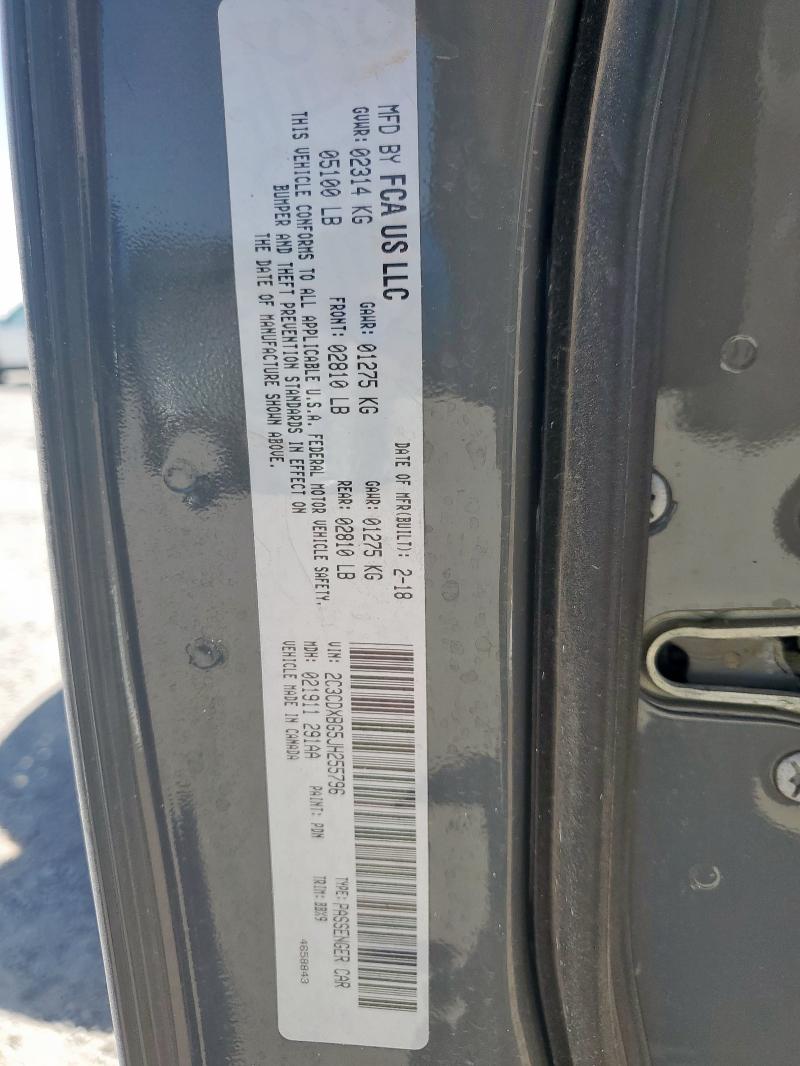 MFD BY FCA US LLC
DATE OF MFR(BUILT): 2-18
GVWR: 02314 KG GAWR: 01275 KG GAWR: 01275 KG
05100 LB FRONT: 02810 LB REAR: 02810 LB
THIS VEHICLE CONFORMS TO ALL APPLICABLE U.S.A. FEDERAL MOTOR VEHICLE SAFETY,
BUMPER AND THEFT PREVENTION STANDARDS IN EFFECT ON
THE DATE OF MANUFACTURE SHOWN ABOVE.
VIN: 2C3CDXBG5JH255796 TYPE: PASSENGER CAR
MDH: 021911 291AA PAINT: PDN TRIM: BBX9
VEHICLE MADE IN CANADA 4658843